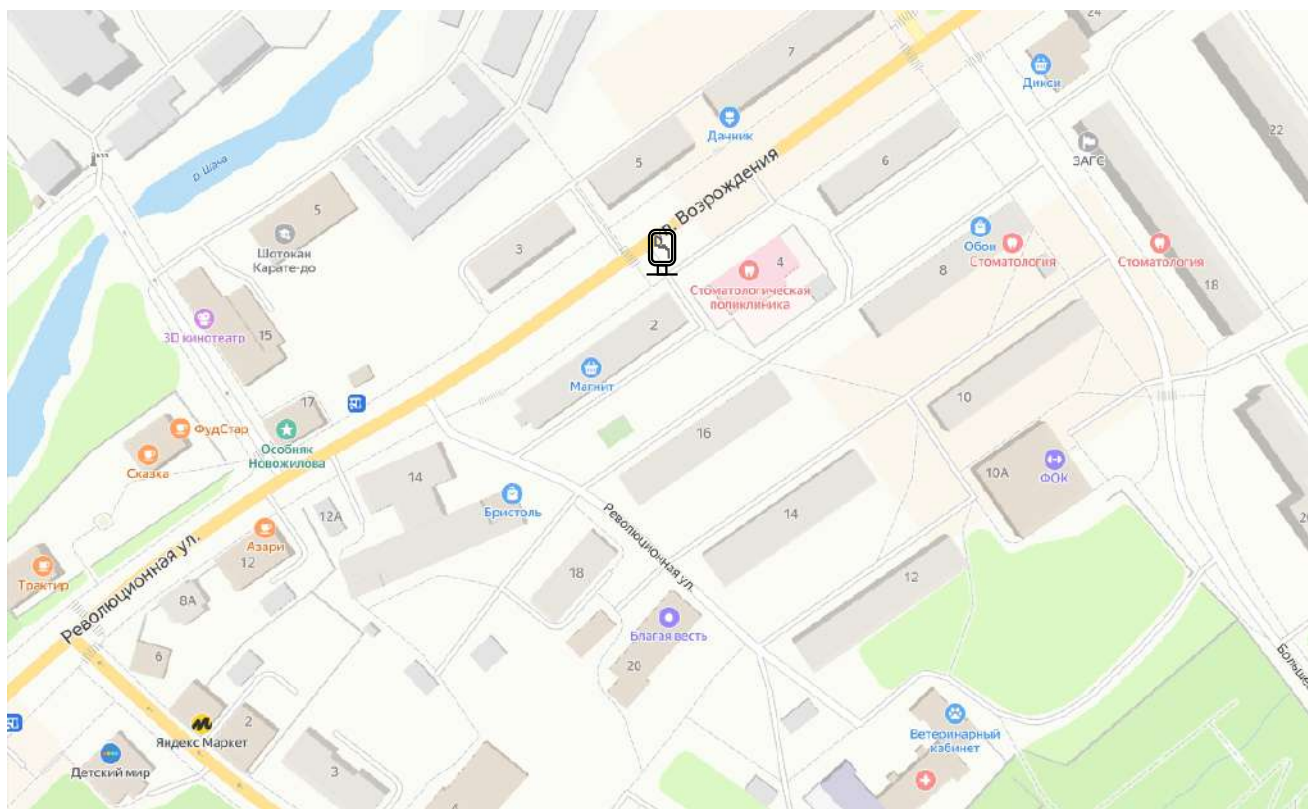 24
7
Дикси
22
Дачник
5
6
ЗАГС
р. Шача
5
Возрождения
3
Шотокан
Карате-до
Обои
Стоматология
Стоматология
4
8
18
Стоматологическая
поликлиника
2
3D кинотеатр
15
Магнит
17
10
ФудСтар
Особняк
Новожилова
16
Сказка
14
10А
ФОК
Бристоль
12А
14
Революционная ул.
Азари
12
Трактир
Революционная ул.
18
12
8А
Благая весть
6
20
Больше
2
Яндекс Маркет
Ветеринарный
кабинет
Детский мир
3